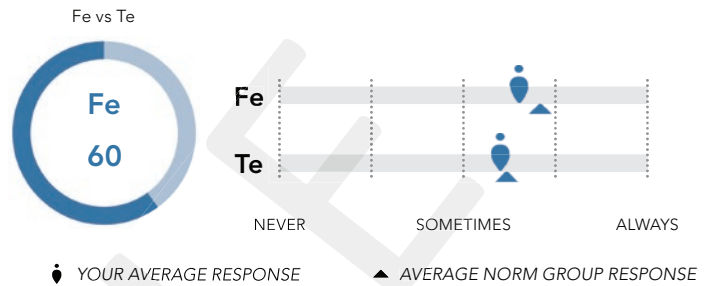 Fe vs Te
Fe
60
Fe
Te
NEVER
SOMETIMES
ALWAYS
YOUR AVERAGE RESPONSE
AVERAGE NORM GROUP RESPONSE